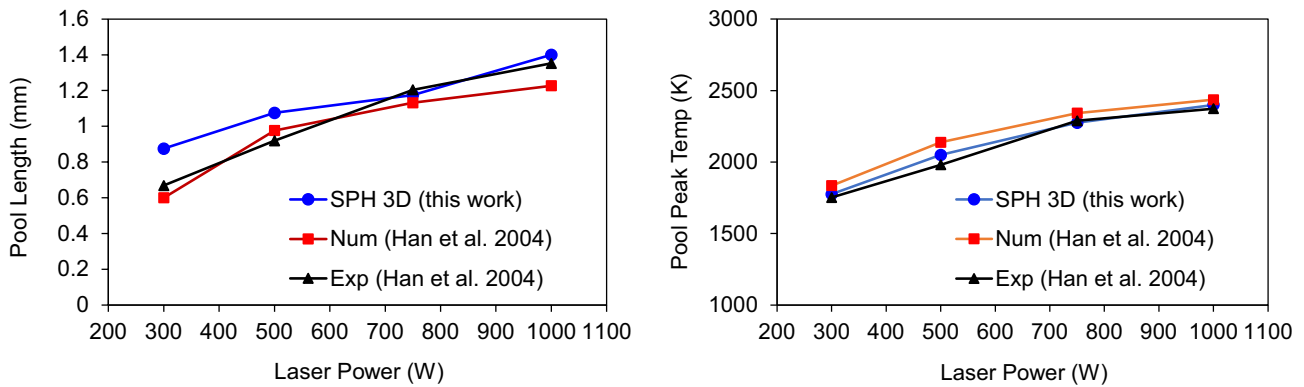 1.6
1.4
1.2
1
0.8
0.6
0.4
0.2
0
Pool Length (mm)
SPH 3D (this work)
Num (Han et al. 2004)
Exp (Han et al. 2004)
200 300 400 500 600 700 800 900 1000 1100
Laser Power (W)
3000
2500
2000
1500
1000
Pool Peak Temp (K)
SPH 3D (this work)
Num (Han et al. 2004)
Exp (Han et al. 2004)
200 300 400 500 600 700 800 900 1000 1100
Laser Power (W)